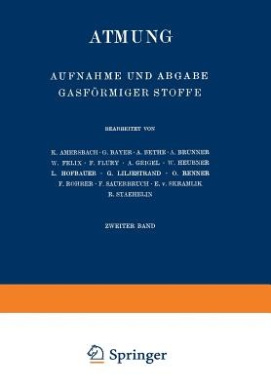 ATMUNG
AUFNAHME UND ABGABE
GASFÖRMIGER STOFFE
BEARBEITET VON
K. AMERSBACH · G. BAYER · A. BETHE · A. BRUNNER
W. FELIX · F. FLURY · A. GEIGEL · W. HEUBNER
L. HOFBAUER · G. LILJESTRAND · O. RENNER
F. ROHRER · F. SAUERBRUCH · E. v. SKRAMLIK
R. STAEHELIN
ZWEITER BAND
Springer